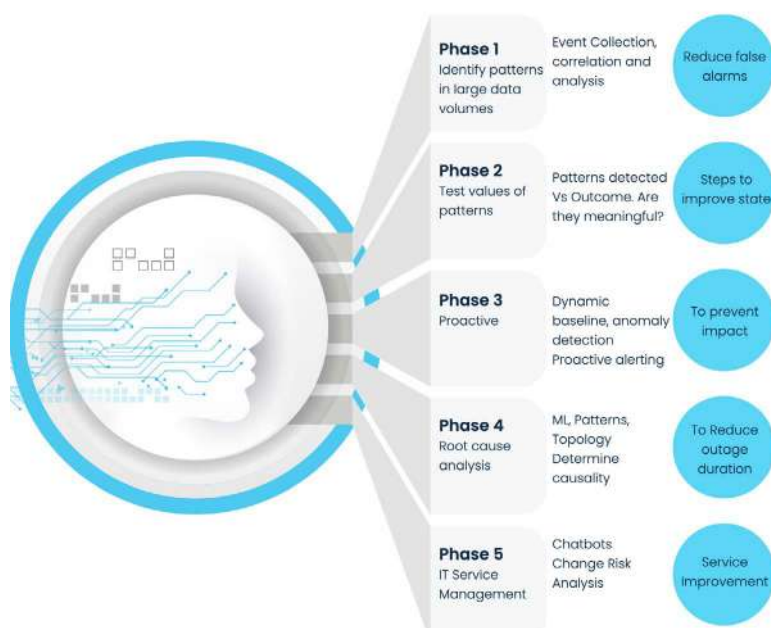 Phase 1
Identify patterns
in large data
volumes
Event Collection,
correlation and
analysis
Reduce false
alarms
Phase 2
Test values of
patterns
Patterns detected
Vs Outcome. Are
they meaningful?
Steps to
improve state
Phase 3
Proactive
Dynamic
baseline, anomaly
detection
Proactive alerting
To prevent
impact
Phase 4
Root cause
analysis
ML, Patterns,
Topology
Determine
causality
To Reduce
outage
duration
Phase 5
IT Service
Management
Chatbots
Change Risk
Analysis
Service
Improvement